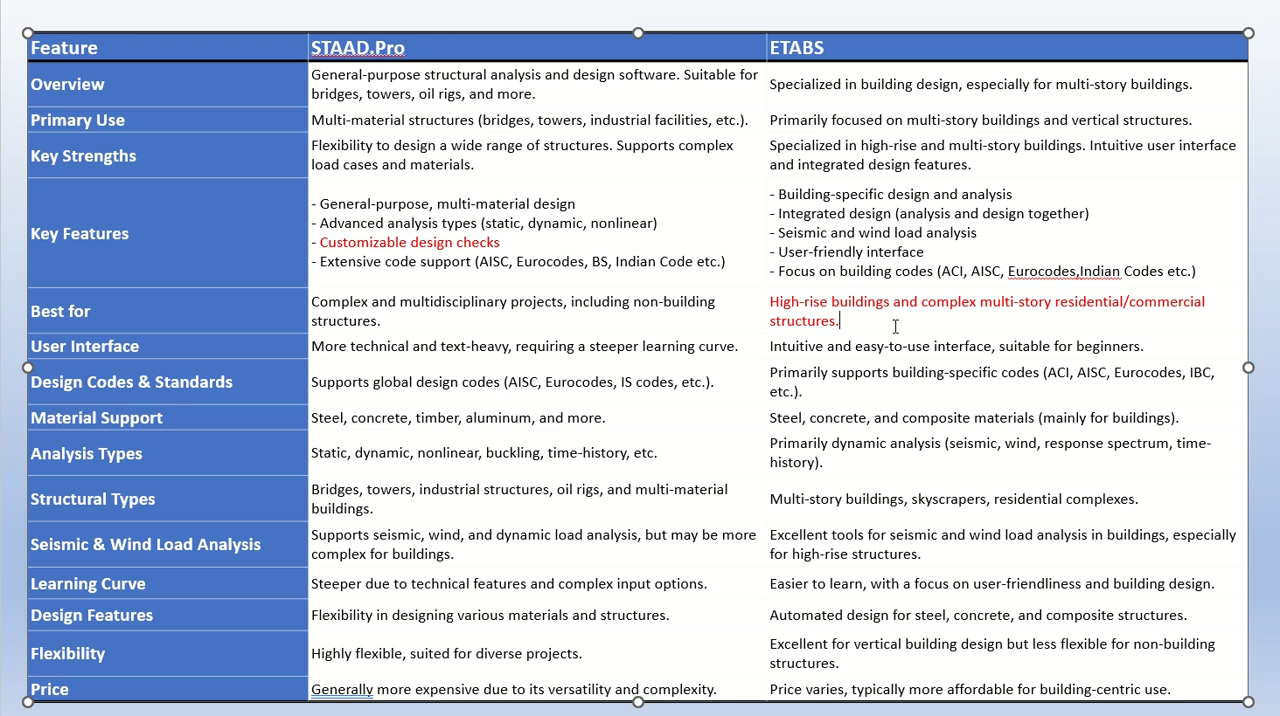 Feature STAAD.Pro ETABS
Overview
General-purpose structural analysis and design software. Suitable for
bridges, towers, oil rigs, and more.
Specialized in building design, especially for multi-story buildings.
Primary Use
Multi-material structures (bridges, towers, industrial facilities, etc.).
Primarily focused on multi-story buildings and vertical structures.
Key Strengths
Flexibility to design a wide range of structures. Supports complex
load cases and materials.
Specialized in high-rise and multi-story buildings. Intuitive user interface
and integrated design features.
Key Features
- General-purpose, multi-material design
- Advanced analysis types (static, dynamic, nonlinear)
- Customizable design checks
- Extensive code support (AISC, Eurocodes, BS, Indian Code etc.)
- Building-specific design and analysis
- Integrated design (analysis and design together)
- Seismic and wind load analysis
- User-friendly interface
- Focus on building codes (ACI, AISC, Eurocodes,Indian Codes etc.)
Best for
Complex and multidisciplinary projects, including non-building
structures.
High-rise buildings and complex multi-story residential/commercial
structures.
User Interface
More technical and text-heavy, requiring a steeper learning curve.
Intuitive and easy-to-use interface, suitable for beginners.
Design Codes & Standards
Supports global design codes (AISC, Eurocodes, IS codes, etc.).
Primarily supports building-specific codes (ACI, AISC, Eurocodes, IBC,
etc.).
Material Support
Steel, concrete, timber, aluminum, and more.
Steel, concrete, and composite materials (mainly for buildings).
Analysis Types
Static, dynamic, nonlinear, buckling, time-history, etc.
Primarily dynamic analysis (seismic, wind, response spectrum, time-
history).
Structural Types
Bridges, towers, industrial structures, oil rigs, and multi-material
buildings.
Multi-story buildings, skyscrapers, residential complexes.
Seismic & Wind Load Analysis
Supports seismic, wind, and dynamic load analysis, but may be more
complex for buildings.
Excellent tools for seismic and wind load analysis in buildings, especially
for high-rise structures.
Learning Curve
Steeper due to technical features and complex input options.
Easier to learn, with a focus on user-friendliness and building design.
Design Features
Flexibility in designing various materials and structures.
Automated design for steel, concrete, and composite structures.
Flexibility
Highly flexible, suited for diverse projects.
Excellent for vertical building design but less flexible for non-building
structures.
Price
Generally more expensive due to its versatility and complexity.
Price varies, typically more affordable for building-centric use.